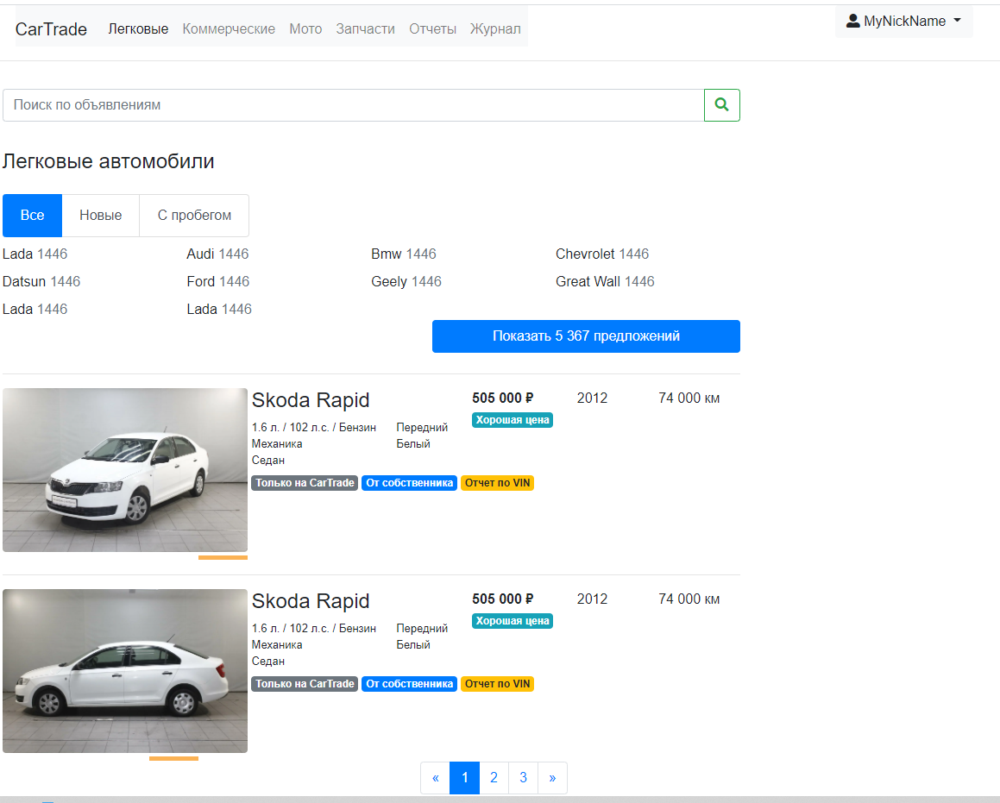 CarTrade Легковые Коммерческие Мото Запчасти Отчеты Журнал MyNickName
Поиск по объявлениям
Легковые автомобили
Все Новые С пробегом
Lada 1446 Audi 1446 Bmw 1446 Chevrolet 1446
Datsun 1446 Ford 1446 Geely 1446 Great Wall 1446
Lada 1446 Lada 1446
Показать 5 367 предложений
Skoda Rapid 505 000 ₽ 2012 74 000 км
Хорошая цена
1.6 л. / 102 л.с. / Бензин Передний
Механика Белый
Седан
Только на CarTrade От собственника Отчет по VIN
Skoda Rapid 505 000 ₽ 2012 74 000 км
Хорошая цена
1.6 л. / 102 л.с. / Бензин Передний
Механика Белый
Седан
Только на CarTrade От собственника Отчет по VIN
« 1 2 3 »